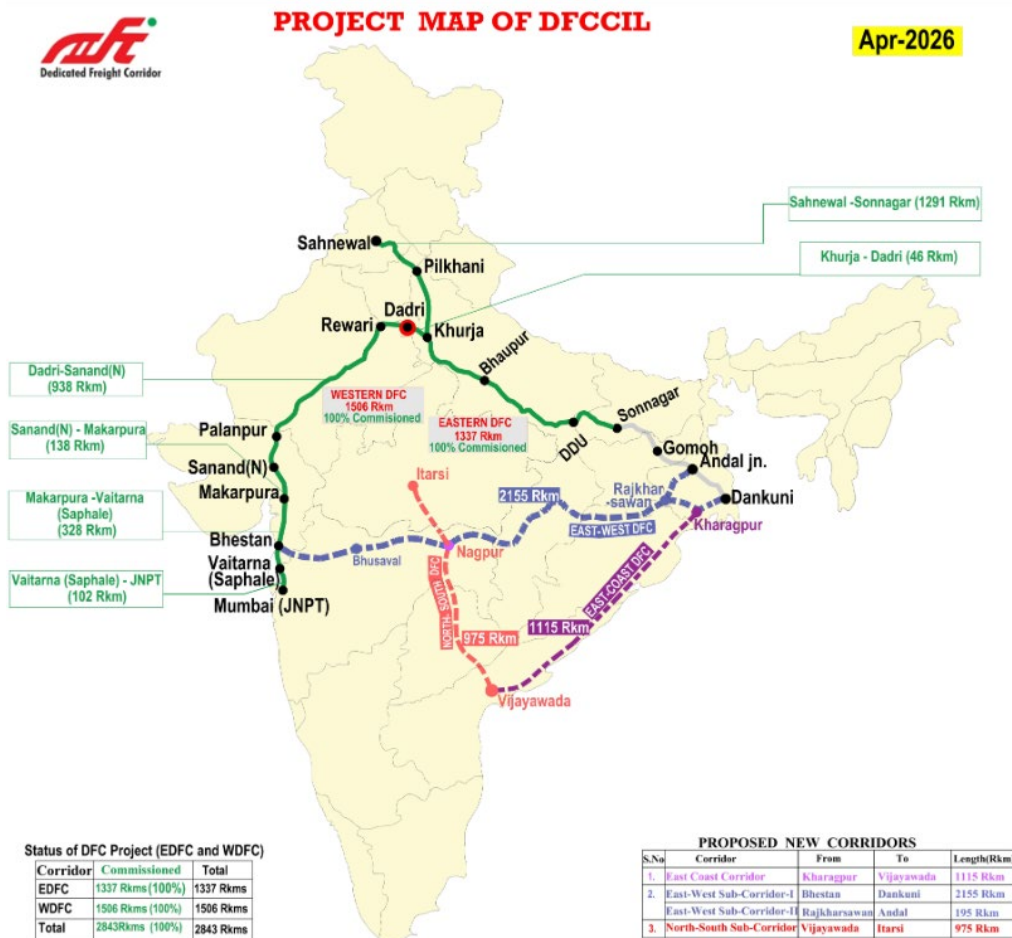 PROJECT MAP OF DFCCIL
Apr-2026
dfc
Dedicated Freight Corridor
Sahnewal -Sonnagar (1291 Rkm)
Sahnewal
Khurja - Dadri (46 Rkm)
Pilkhani
Dadri
Rewari
Khurja
Bhaupur
Dadri-Sanand(N)
(938 Rkm)
WESTERN DFC
1506 Rkm
100% Commisioned
EASTERN DFC
1337 Rkm
100% Commisioned
Sonnagar
DDU
Palanpur
Sanand(N) - Makarpura
(138 Rkm)
Gomoh
Andal jn.
Sanand(N)
Itarsi
Makarpura
2155 Rkm
Rajkhar
-sawan
Dankuni
Makarpura -Vaitarna
(Saphale)
(328 Rkm)
EAST-WEST DFC
Kharagpur
Bhestan
Bhusaval
Nagpur
Vaitarna
(Saphale)
Vaitarna (Saphale) - JNPT
(102 Rkm)
Mumbai (JNPT)
NORTH- SOUTH DFC
EAST-COAST DFC
975 Rkm
1115 Rkm
Vijayawada
Status of DFC Project (EDFC and WDFC)
Corridor Commissioned Total
EDFC 1337 Rkms (100%) 1337 Rkms
WDFC 1506 Rkms (100%) 1506 Rkms
Total 2843Rkms (100%) 2843 Rkms
PROPOSED NEW CORRIDORS
S.No Corridor From To Length(Rkm)
1. East Coast Corridor Kharagpur Vijayawada 1115 Rkm
2. East-West Sub-Corridor-I Bhestan Dankuni 2155 Rkm
East-West Sub-Corridor-II Rajkharsawan Andal 195 Rkm
3. North-South Sub-Corridor Vijayawada Itarsi 975 Rkm